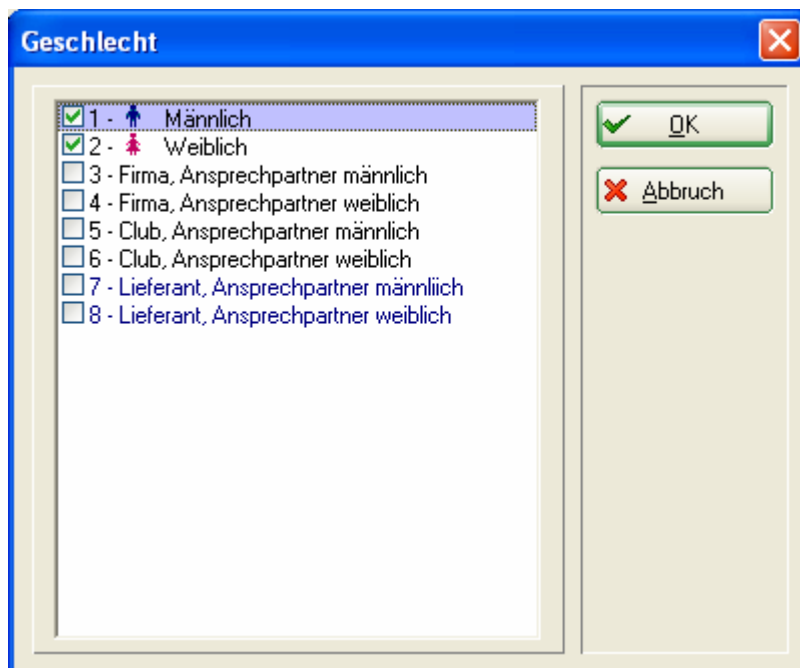 Geschlecht
1 - Männlich
2 - Weiblich
3 - Firma, Ansprechpartner männlich
4 - Firma, Ansprechpartner weiblich
5 - Club, Ansprechpartner männlich
6 - Club, Ansprechpartner weiblich
7 - Lieferant, Ansprechpartner männliich
8 - Lieferant, Ansprechpartner weiblich
OK
Abbruch